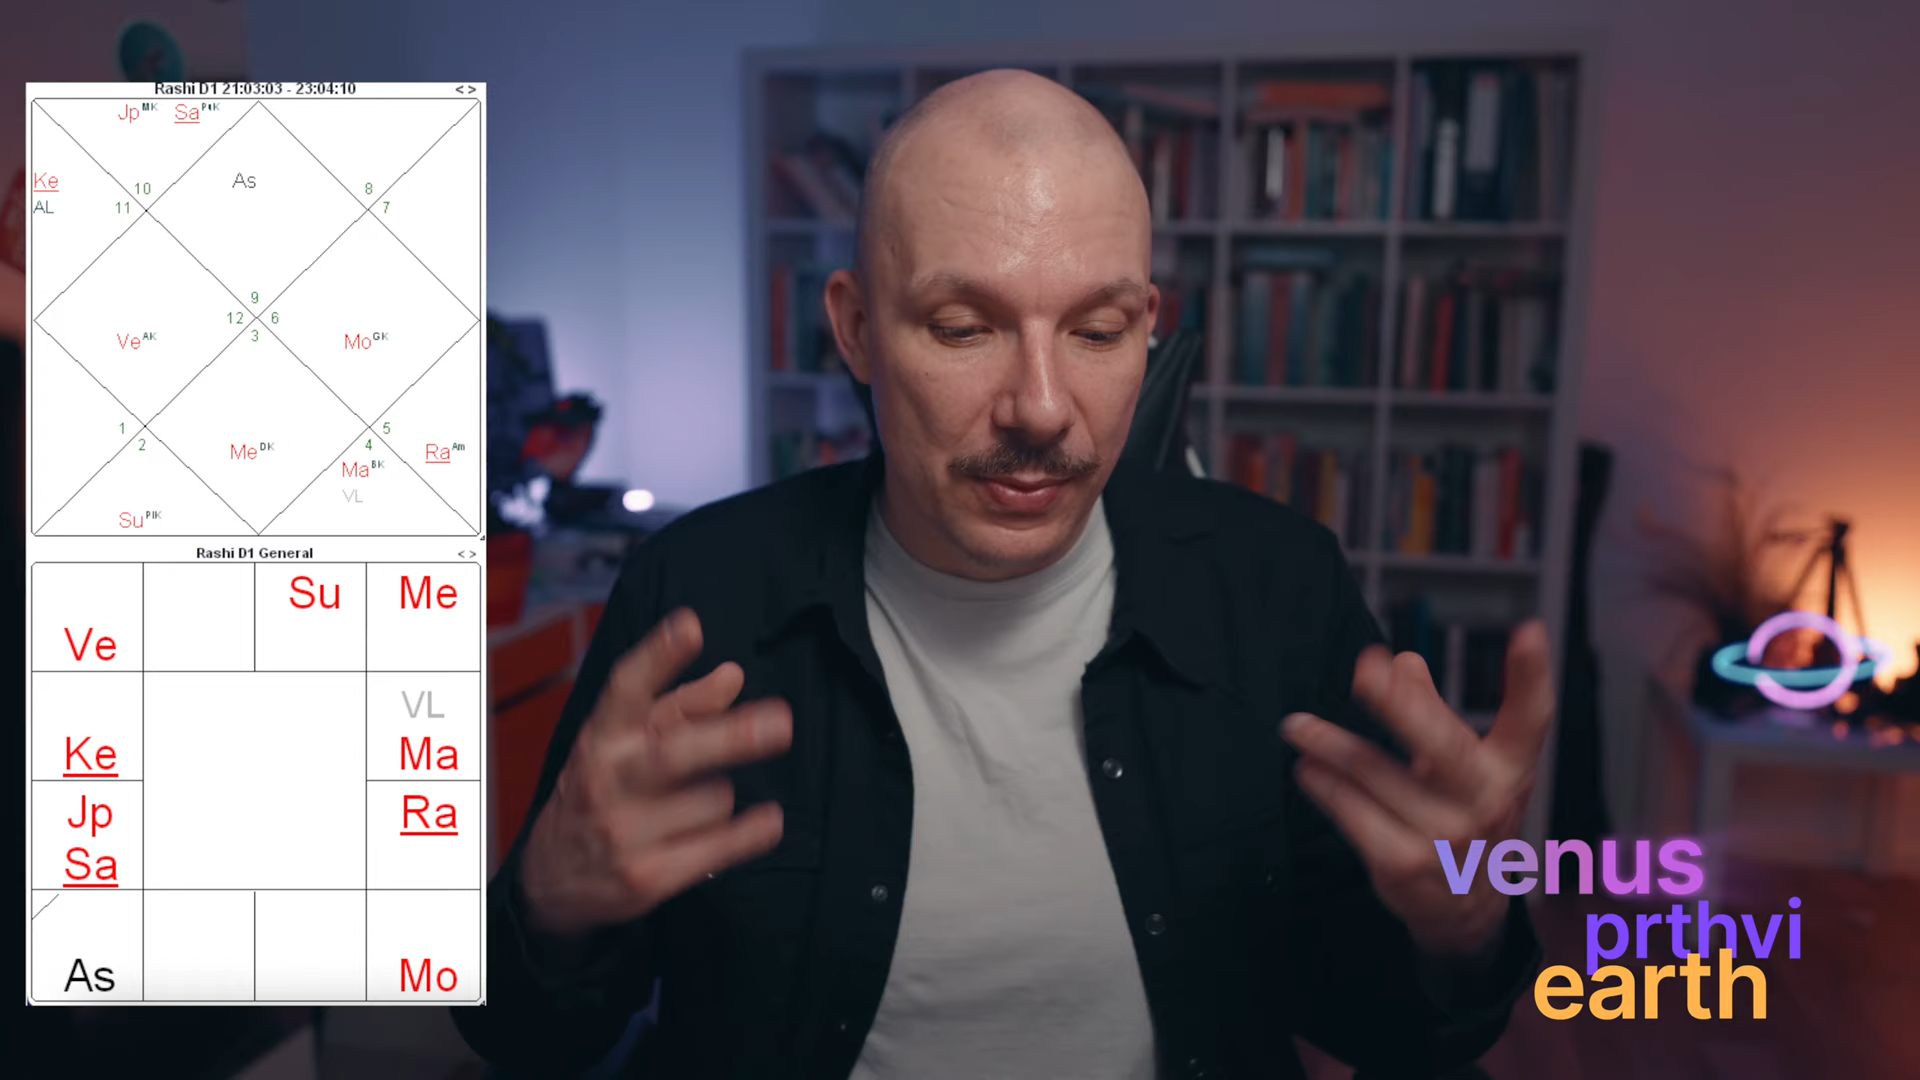 Rashi D1 21:03:03 - 23:04:10 < >
Jp MK Sa PtK
Ke
As
10 8
AL 11 7
9
12 6
3
Ve AK Mo GK
1 5
2 4
Me DK Ra Am
Ma BK
VL
Su PiK
Rashi D1 General < >
Su Me
Ve
VL
Ke Ma
Jp Ra
Sa
As Mo
venus
prthvi
earth